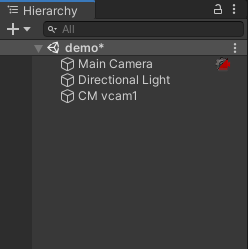 Hierarchy
All
demo*
Main Camera
Directional Light
CM vcam1